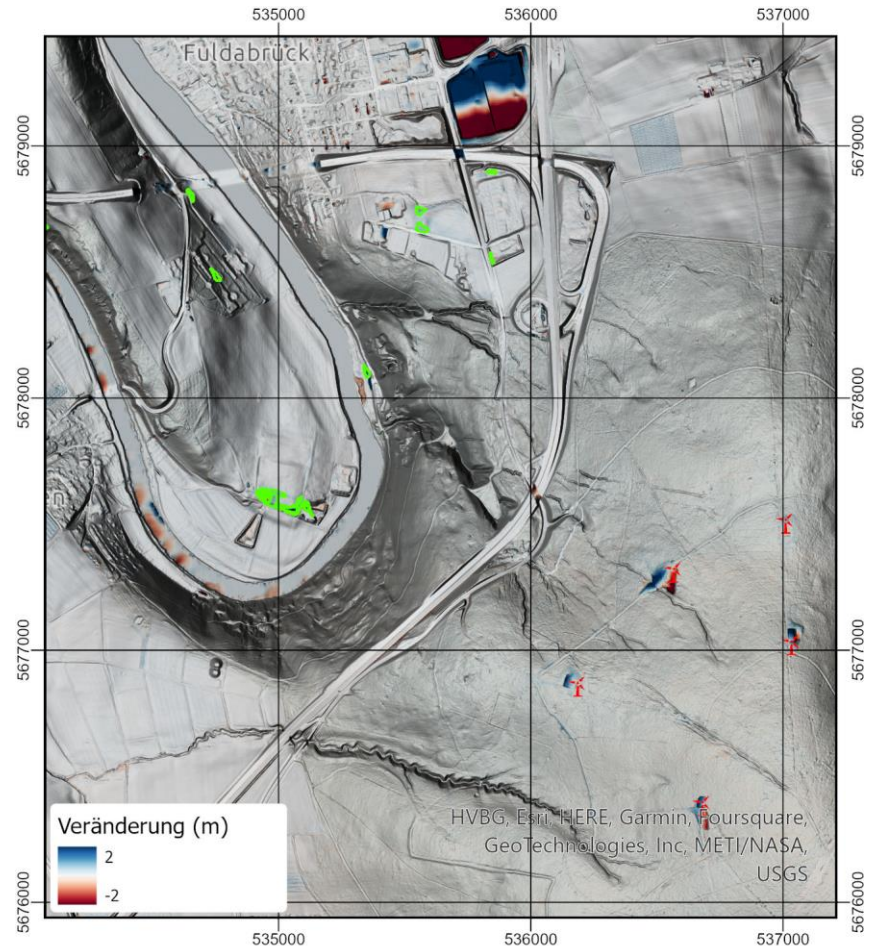 535000 536000 537000
Fuldabrück
5679000 5679000
5678000 5678000
en
5677000 5677000
Veränderung (m)
2
-2
HVBG, Esri, HERE, Garmin, Foursquare,
GeoTechnologies, Inc, METI/NASA,
USGS
5676000 5676000
535000 536000 537000